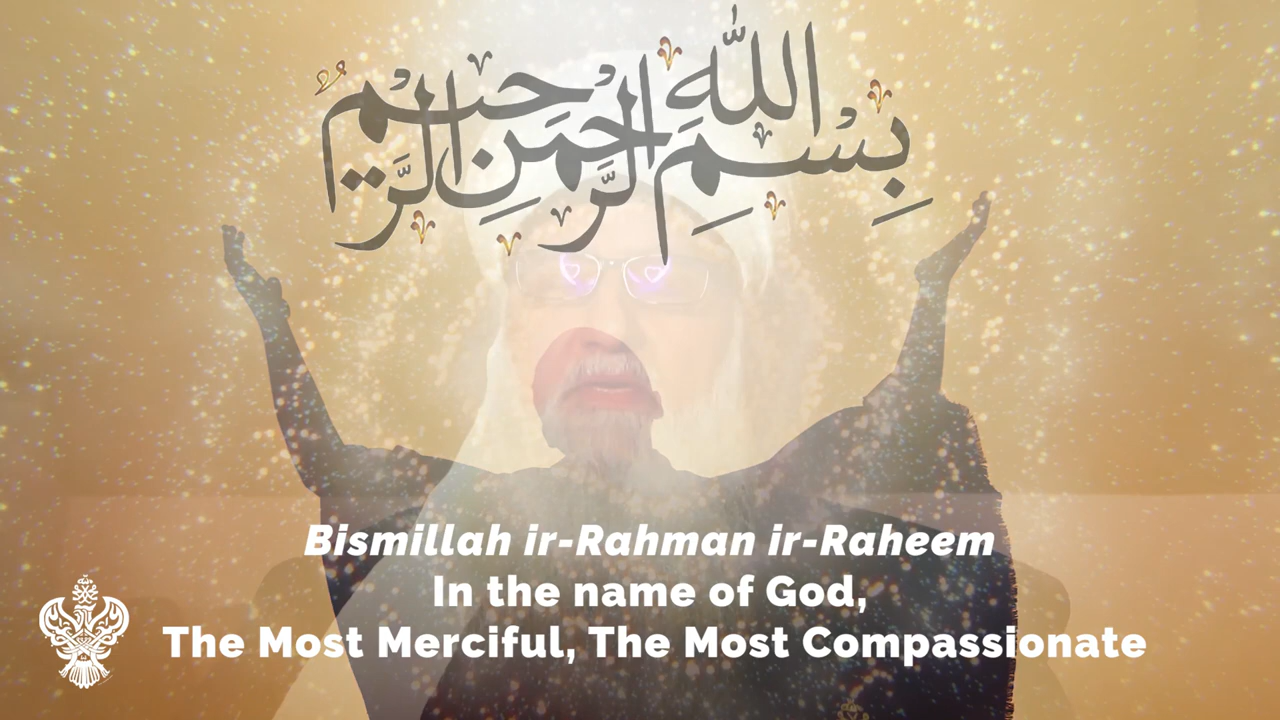 بِسْمِ اللّٰهِ الرَّحْمَنِ الرَّحِيمُ
Bismillah ir-Rahman ir-Raheem
In the name of God,
The Most Merciful, The Most Compassionate